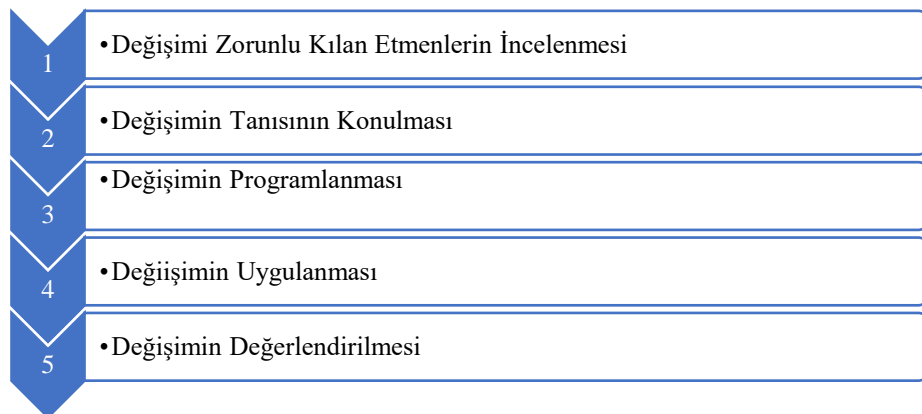 1
•Değişimi Zorunlu Kılan Etmenlerin İncelenmesi
2
•Değişimin Tanısının Konulması
3
•Değişimin Programlanması
4
•Değiişimin Uygulanması
5
•Değişimin Değerlendirilmesi